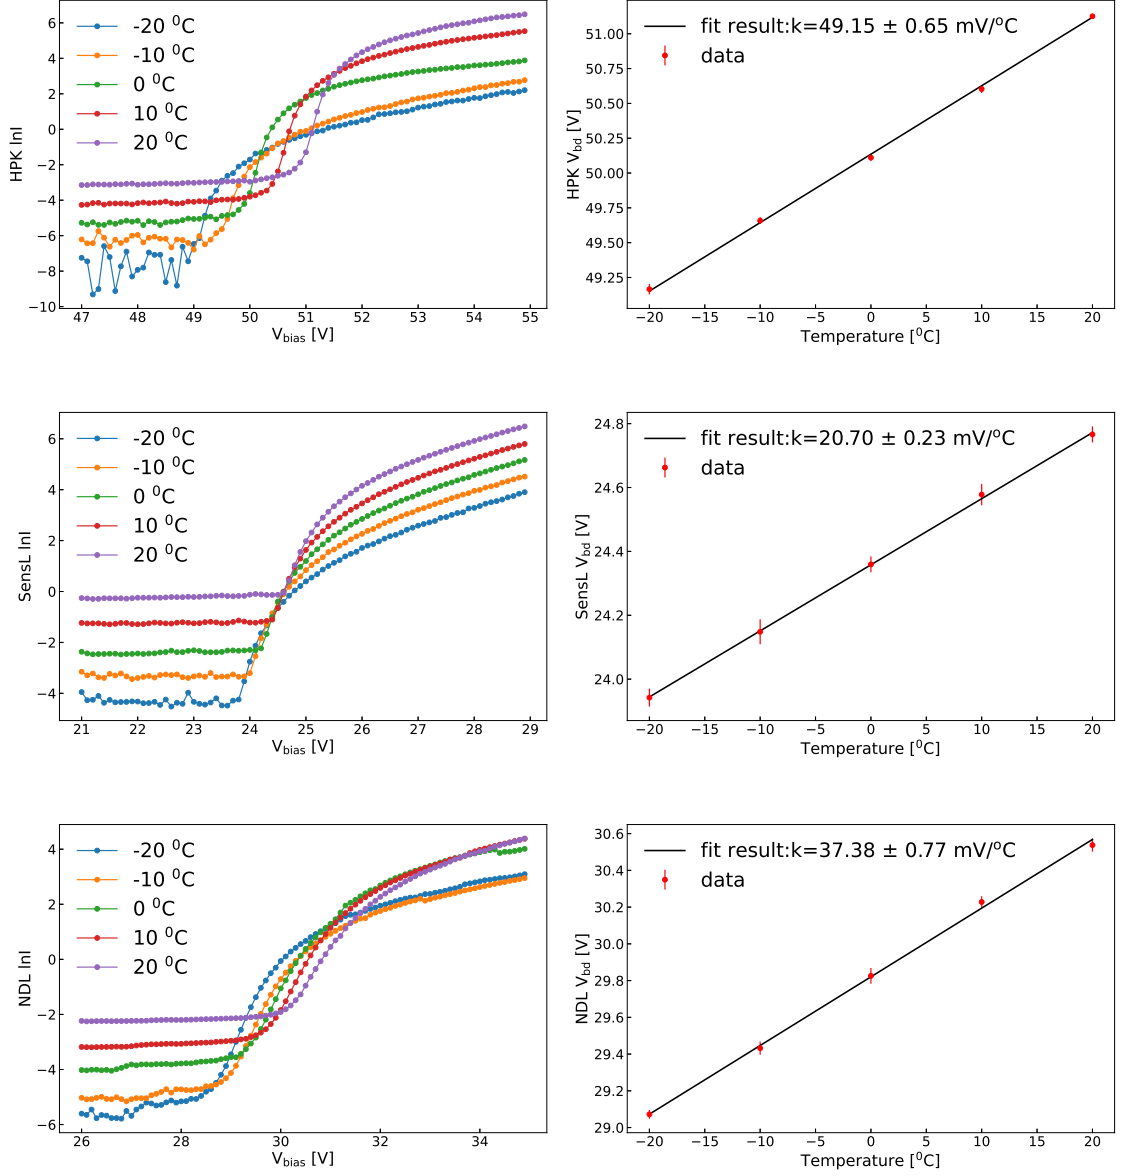 -20 ⁰C
-10 ⁰C
0 ⁰C
10 ⁰C
20 ⁰C
6
4
2
0
−2
−4
−6
−8
−10
HPK lnI
47 48 49 50 51 52 53 54 55
V_bias [V]
fit result:k=49.15 ± 0.65 mV/ᵒC
data
51.00
50.75
50.50
50.25
50.00
49.75
49.50
49.25
HPK V_bd [V]
−20 −15 −10 −5 0 5 10 15 20
Temperature [⁰C]
-20 ⁰C
-10 ⁰C
0 ⁰C
10 ⁰C
20 ⁰C
6
4
2
0
−2
−4
SensL lnI
21 22 23 24 25 26 27 28 29
V_bias [V]
fit result:k=20.70 ± 0.23 mV/ᵒC
data
24.8
24.6
24.4
24.2
24.0
SensL V_bd [V]
−20 −15 −10 −5 0 5 10 15 20
Temperature [⁰C]
-20 ⁰C
-10 ⁰C
0 ⁰C
10 ⁰C
20 ⁰C
4
2
0
−2
−4
−6
NDL lnI
26 28 30 32 34
V_bias [V]
fit result:k=37.38 ± 0.77 mV/ᵒC
data
30.6
30.4
30.2
30.0
29.8
29.6
29.4
29.2
29.0
NDL V_bd [V]
−20 −15 −10 −5 0 5 10 15 20
Temperature [⁰C]